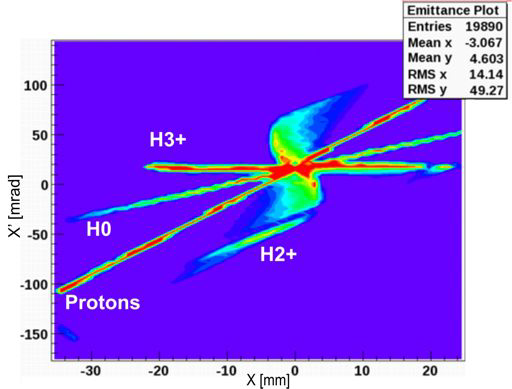 Emittance Plot
Entries 19890
Mean x -3.067
Mean y 4.603
RMS x 14.14
RMS y 49.27
100
50
0
-50
-100
-150
X' [mrad]
H3+
H0
H2+
Protons
-30 -20 -10 0 10 20
X [mm]